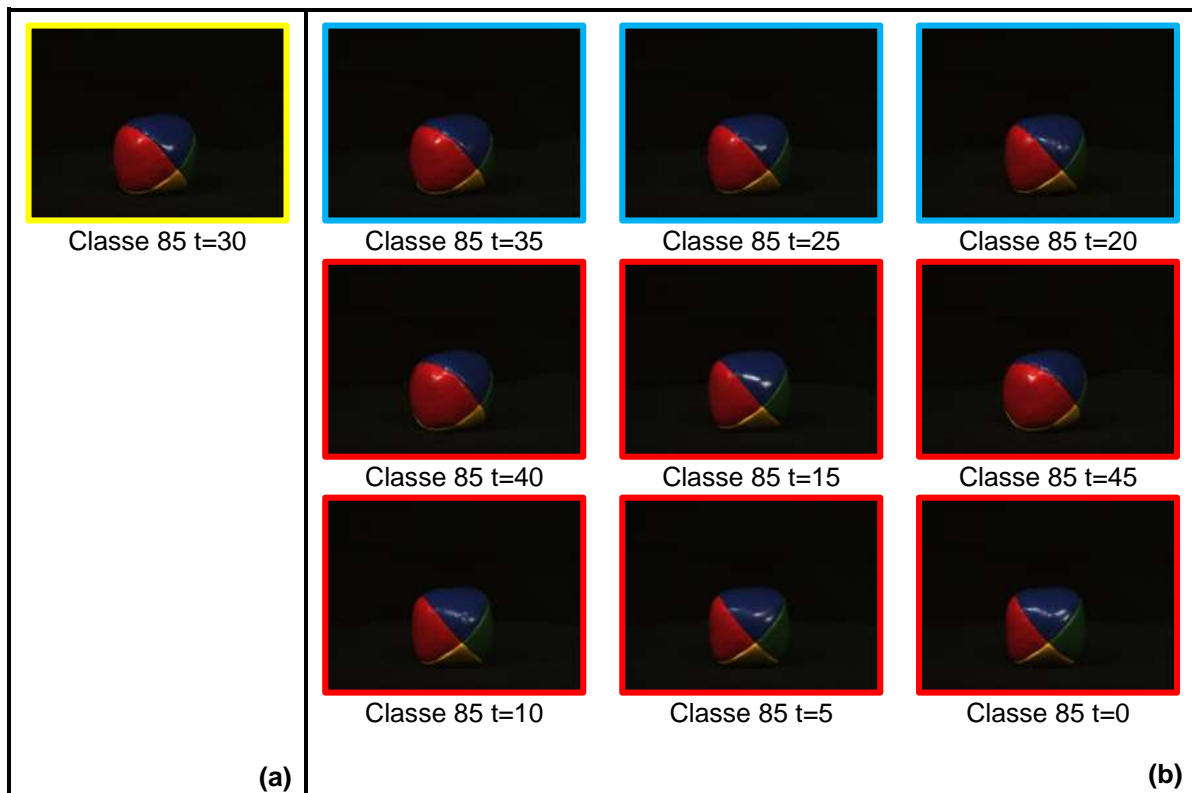 Classe 85 t=30
Classe 85 t=35
Classe 85 t=25
Classe 85 t=20
Classe 85 t=40
Classe 85 t=15
Classe 85 t=45
Classe 85 t=10
Classe 85 t=5
Classe 85 t=0
(a)
(b)